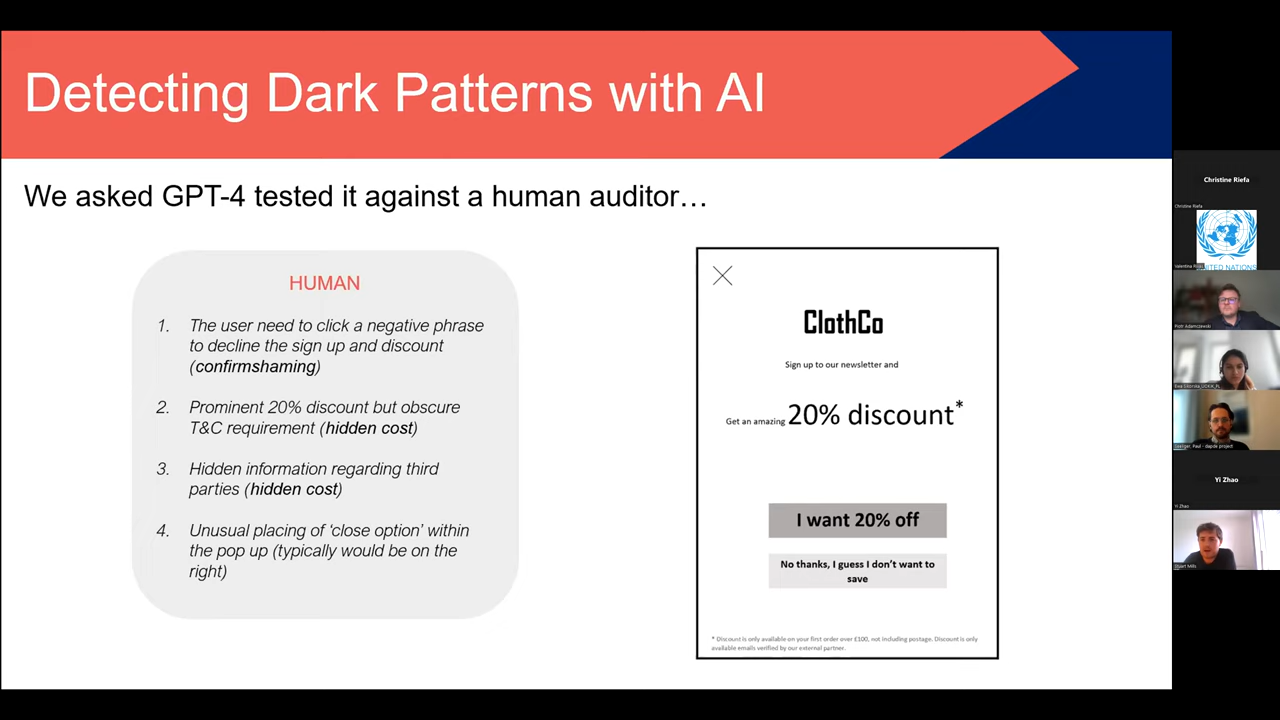 Detecting Dark Patterns with AI
We asked GPT-4 tested it against a human auditor…
HUMAN
1. The user need to click a negative phrase
to decline the sign up and discount
(confirmshaming)
2. Prominent 20% discount but obscure
T&C requirement (hidden cost)
3. Hidden information regarding third
parties (hidden cost)
4. Unusual placing of ‘close option’ within
the pop up (typically would be on the
right)
ClothCo
Sign up to our newsletter and
Get an amazing 20% discount*
I want 20% off
No thanks, I guess I don’t want to
save
* Discount is only available on your first order over £100, not including postage. Discount is only
available emails verified by our external partner.
Christine Riefa
Christine Riefa
UNITED NATIONS
Piotr Adamczewski
Paul - dapde project
Yi Zhao
Yi Zhao
Stuart Mills